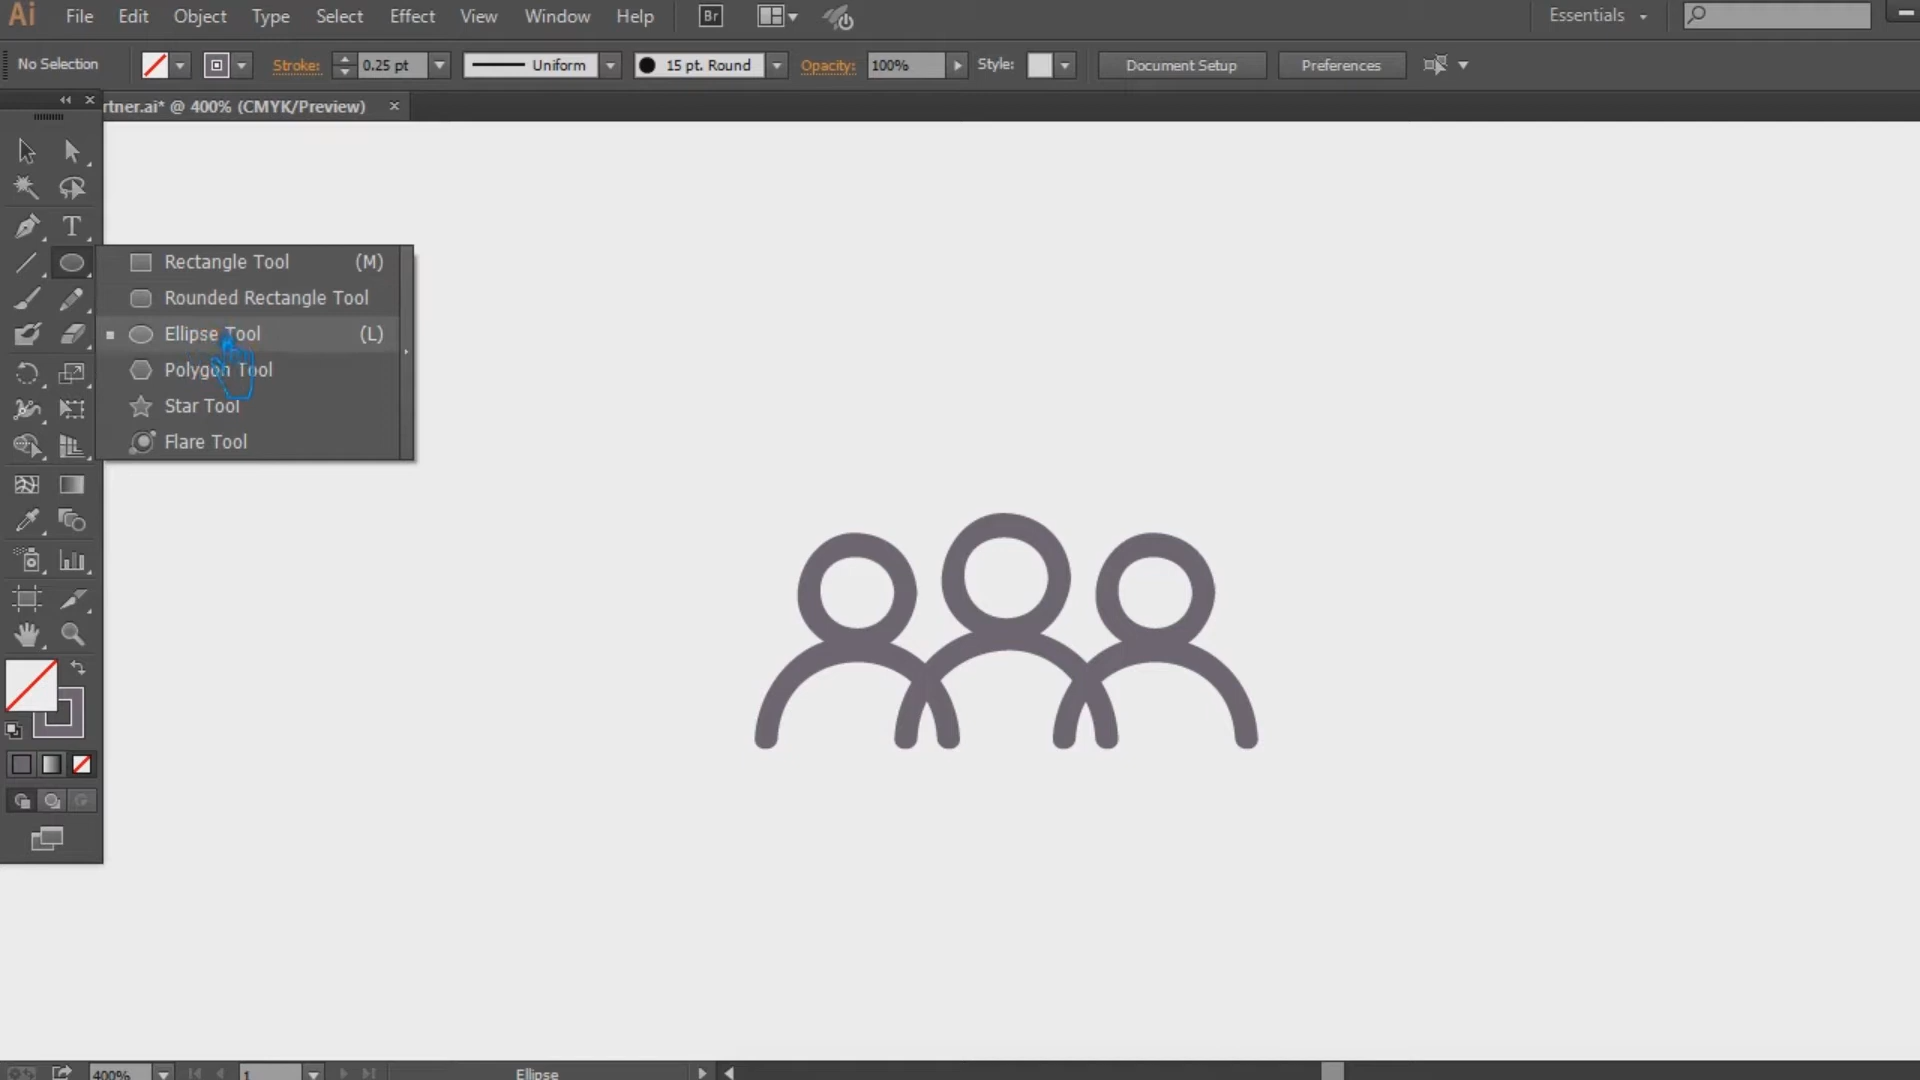 Ai File Edit Object Type Select Effect View Window Help Br Essentials
No Selection Stroke: 0.25 pt Uniform 15 pt. Round Opacity: 100% Style: Document Setup Preferences
rtner.ai* @ 400% (CMYK/Preview)
T
Rectangle Tool (M)
Rounded Rectangle Tool
Ellipse Tool (L)
Polygon Tool
Star Tool
Flare Tool
400% 1 Ellipse